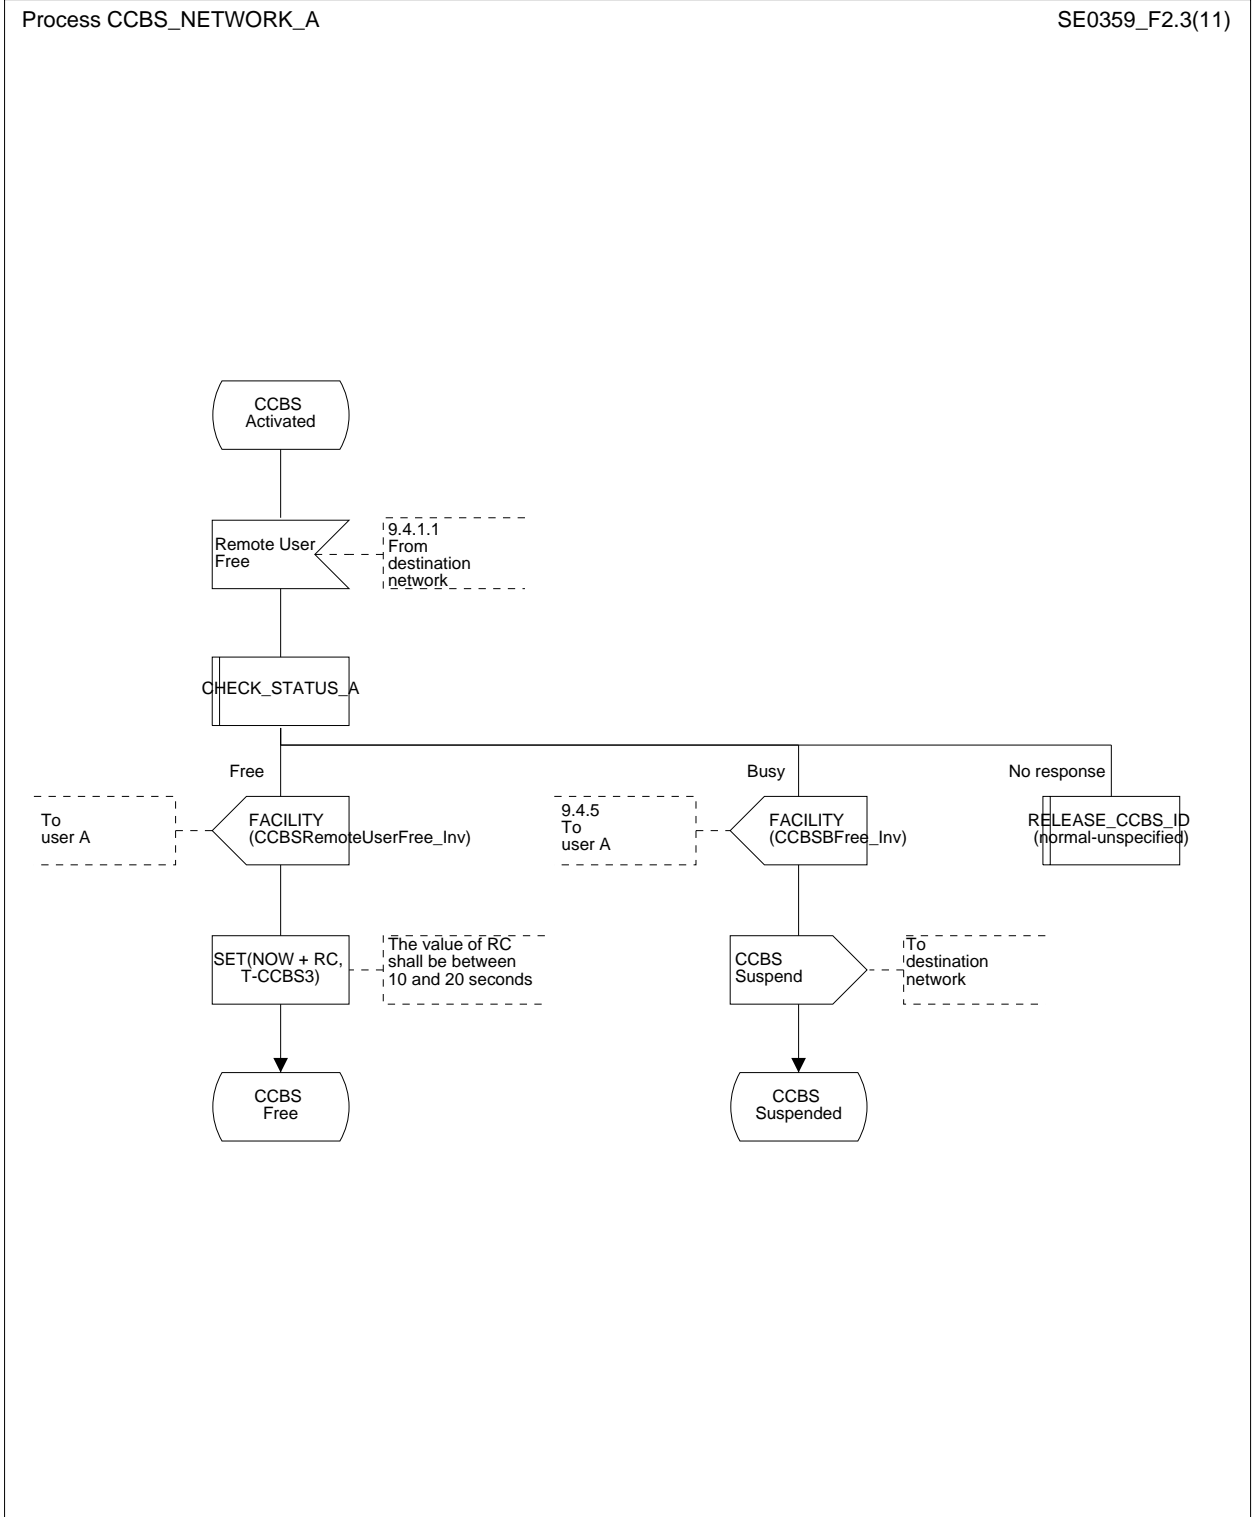 Process CCBS_NETWORK_A
SE0359_F2.3(11)
CCBS
Activated
Remote User
Free
9.4.1.1
From
destination
network
CHECK_STATUS_A
Free
Busy
No response
To
user A
FACILITY
(CCBSRemoteUserFree_Inv)
9.4.5
To
user A
FACILITY
(CCBSBFree_Inv)
RELEASE_CCBS_ID
(normal-unspecified)
SET(NOW + RC,
T-CCBS3)
The value of RC
shall be between
10 and 20 seconds
CCBS
Suspend
To
destination
network
CCBS
Free
CCBS
Suspended